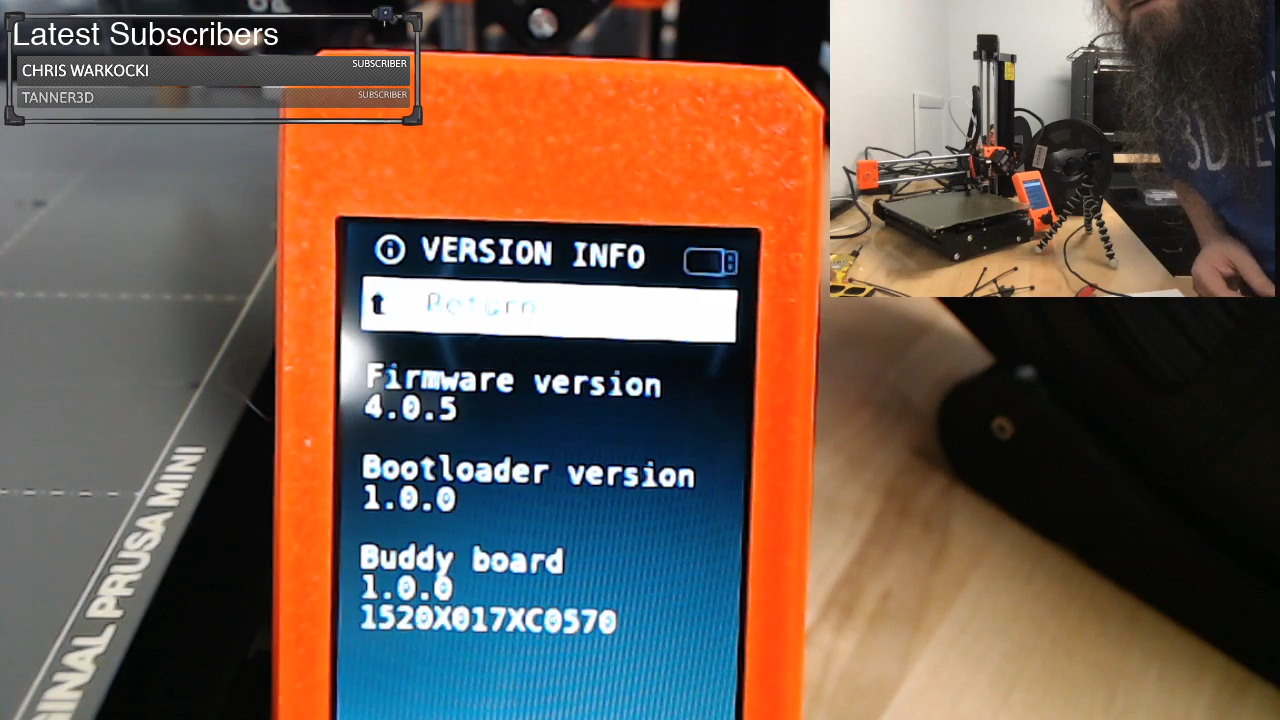 Latest Subscribers
CHRIS WARKOCKI SUBSCRIBER
TANNER3D SUBSCRIBER
VERSION INFO
Return
Firmware version
4.0.5
Bootloader version
1.0.0
Buddy board
1.0.0
1520X017XC0570
PRUSA MINI